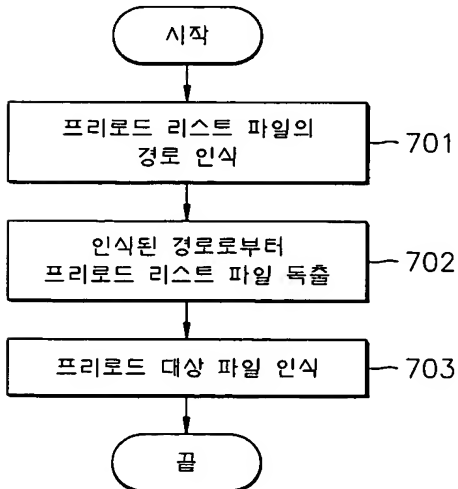 시작
프리로드 리스트 파일의
경로 인식
701
인식된 경로로부터
프리로드 리스트 파일 독출
702
프리로드 대상 파일 인식
703
끝